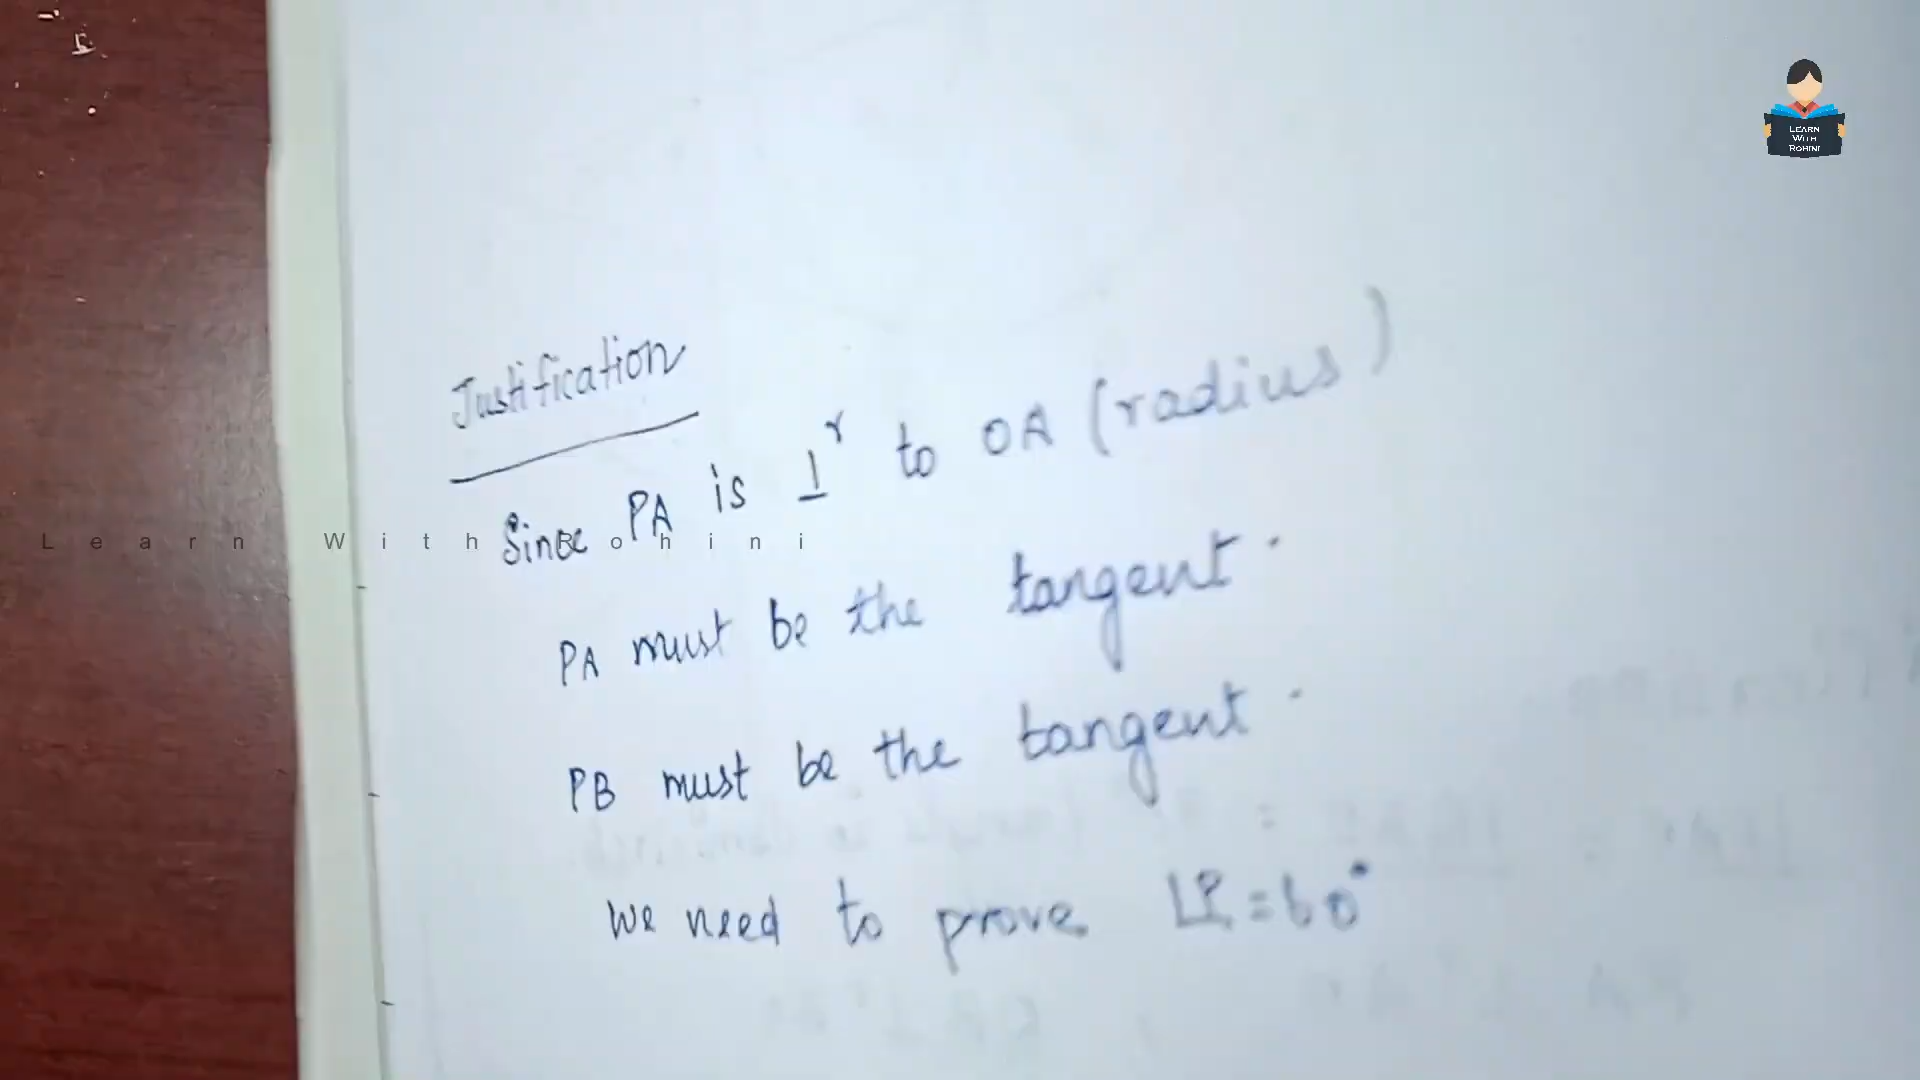 LEARN
WITH
ROHINI
Justification
Since PA is ⊥ʳ to OA (radius)
Learn With Rohini
PA must be the tangent.
PB must be the tangent.
We need to prove ∠P = 60°